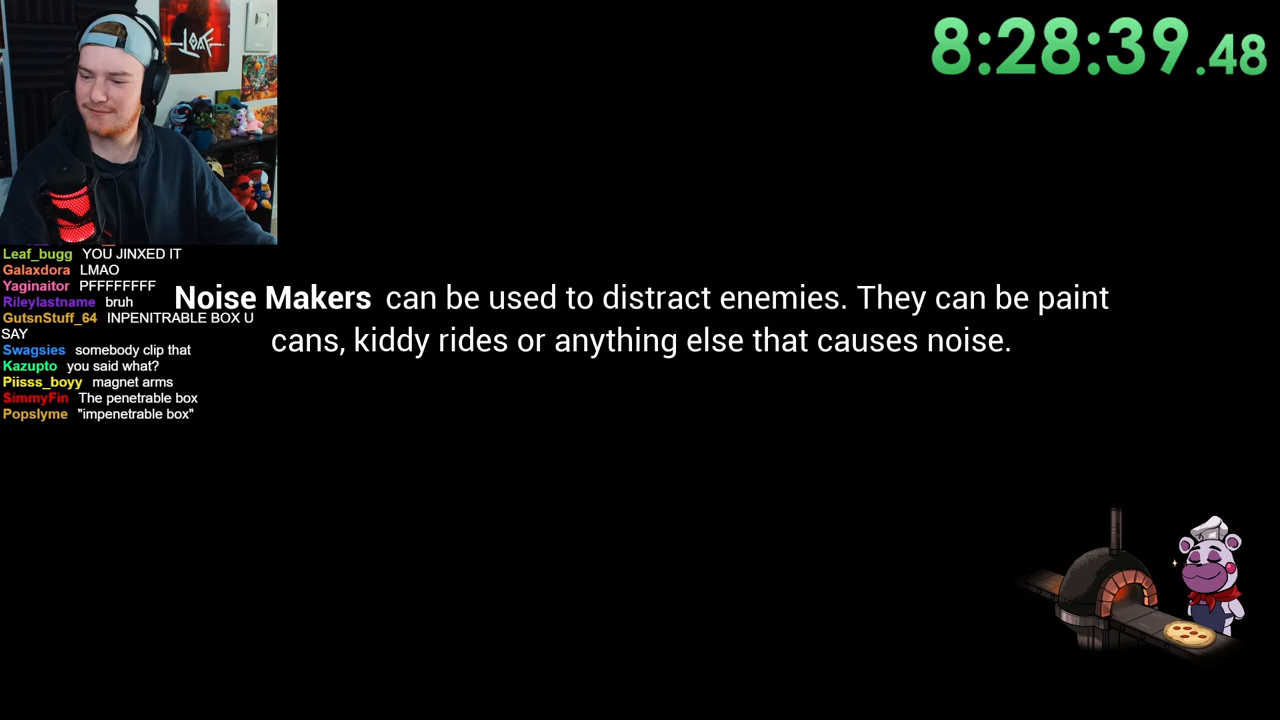 8:28:39.48
LOAF
Leaf_bugg YOU JINXED IT
Galaxdora LMAO
Yaginaitor PFFFFFFFF
Rileylastname bruh
GutsnStuff_64 INPENITRABLE BOX U
SAY
Swagsies somebody clip that
Kazupto you said what?
Piisss_boyy magnet arms
SimmyFin The penetrable box
Popslyme "impenetrable box"
Noise Makers can be used to distract enemies. They can be paint
cans, kiddy rides or anything else that causes noise.